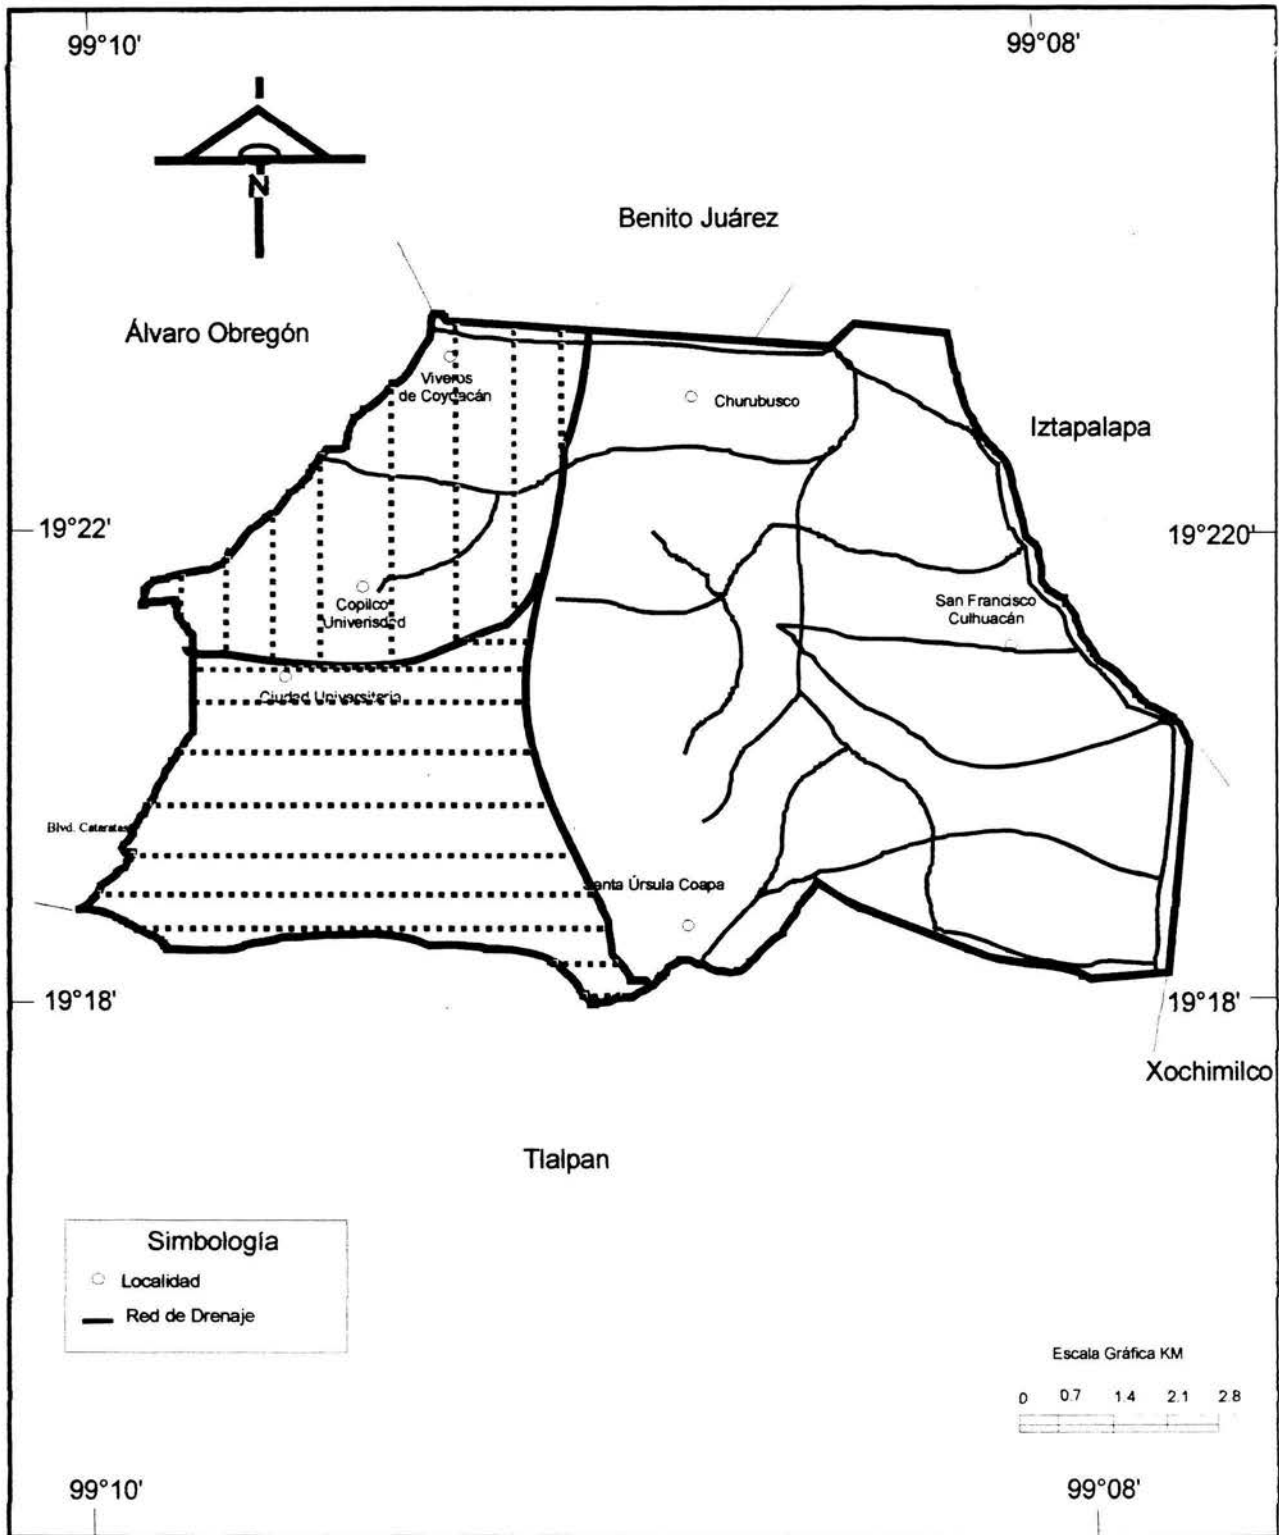 99°10'
99°08'
N
Benito Juárez
Álvaro Obregón
Viveros
de Coyoacán
Churubusco
Iztapalapa
19°22'
19°220'
Copilco
Univerisdad
San Francisco
Culhuacán
Ciudad Universitaria
Blvd. Cataratas
Santa Úrsula Coapa
19°18'
19°18'
Xochimilco
Tlalpan
Simbología
Localidad
Red de Drenaje
Escala Gráfica KM
0 0.7 1.4 2.1 2.8
99°10'
99°08'